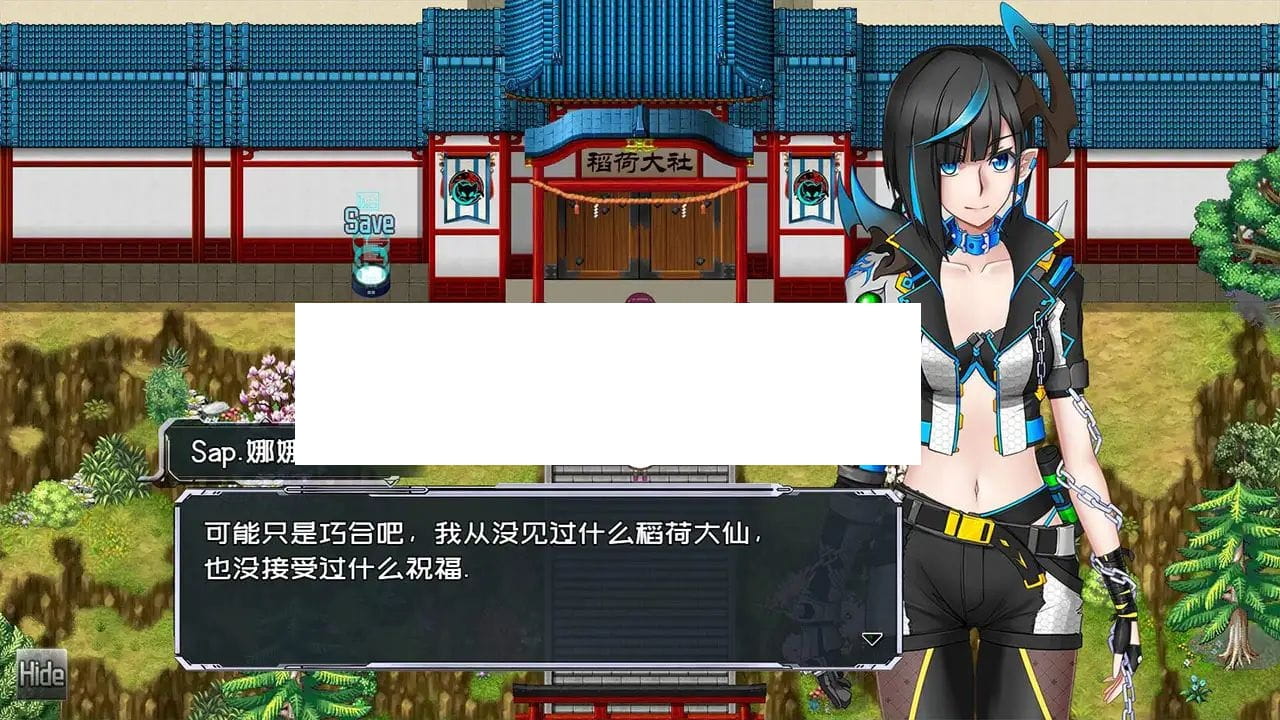 稻荷大社
Save
Sap.娜娜
可能只是巧合吧，我从没见过什么稻荷大仙，
也没接受过什么祝福.
Hide